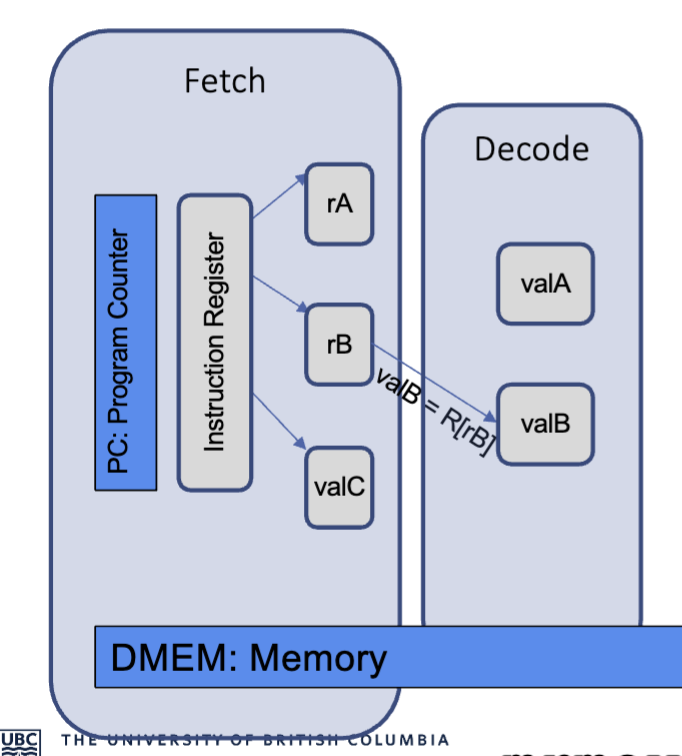 Fetch
Decode
PC: Program Counter
Instruction Register
rA
rB
valC
valA
valB = R[rB]
valB
DMEM: Memory
UBC
THE UNIVERSITY OF BRITISH COLUMBIA